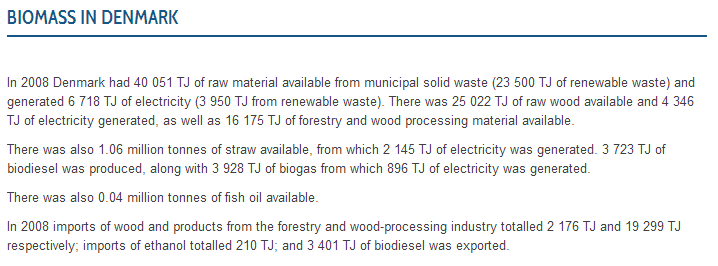 BIOMASS IN DENMARK
In 2008 Denmark had 40 051 TJ of raw material available from municipal solid waste (23 500 TJ of renewable waste) and
generated 6 718 TJ of electricity (3 950 TJ from renewable waste). There was 25 022 TJ of raw wood available and 4 346
TJ of electricity generated, as well as 16 175 TJ of forestry and wood processing material available.
There was also 1.06 million tonnes of straw available, from which 2 145 TJ of electricity was generated. 3 723 TJ of
biodiesel was produced, along with 3 928 TJ of biogas from which 896 TJ of electricity was generated.
There was also 0.04 million tonnes of fish oil available.
In 2008 imports of wood and products from the forestry and wood-processing industry totalled 2 176 TJ and 19 299 TJ
respectively; imports of ethanol totalled 210 TJ; and 3 401 TJ of biodiesel was exported.